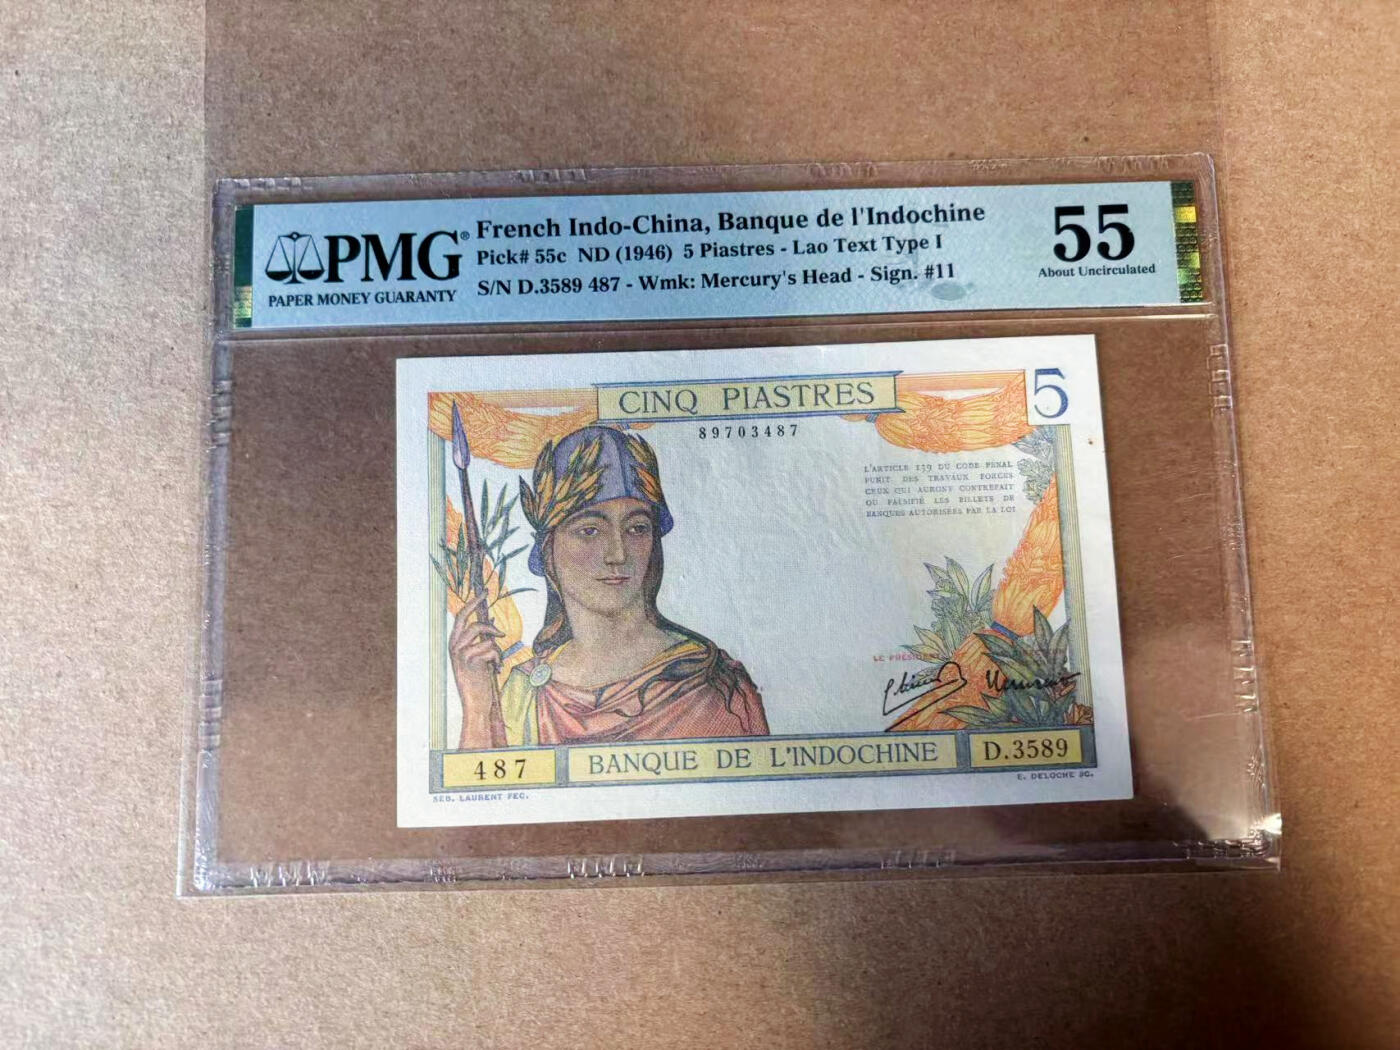 PMG®
PAPER MONEY GUARANTY
French Indo-China, Banque de l'Indochine
Pick# 55c ND (1946) 5 Piastres - Lao Text Type I
S/N D.3589 487 - Wmk: Mercury's Head - Sign. #11
55
About Uncirculated
CINQ PIASTRES
5
89703487
L'ARTICLE 139 DU CODE PENAL
PUNIT DES TRAVAUX FORCES
CEUX QUI AURONT CONTREFAIT
OU FALSIFIE LES BILLETS DE
BANQUES AUTORISEES PAR LA LOI
LE PRESIDENT
487
BANQUE DE L'INDOCHINE
D.3589
SEB. LAURENT FEC.
E. DELOCHE SC.